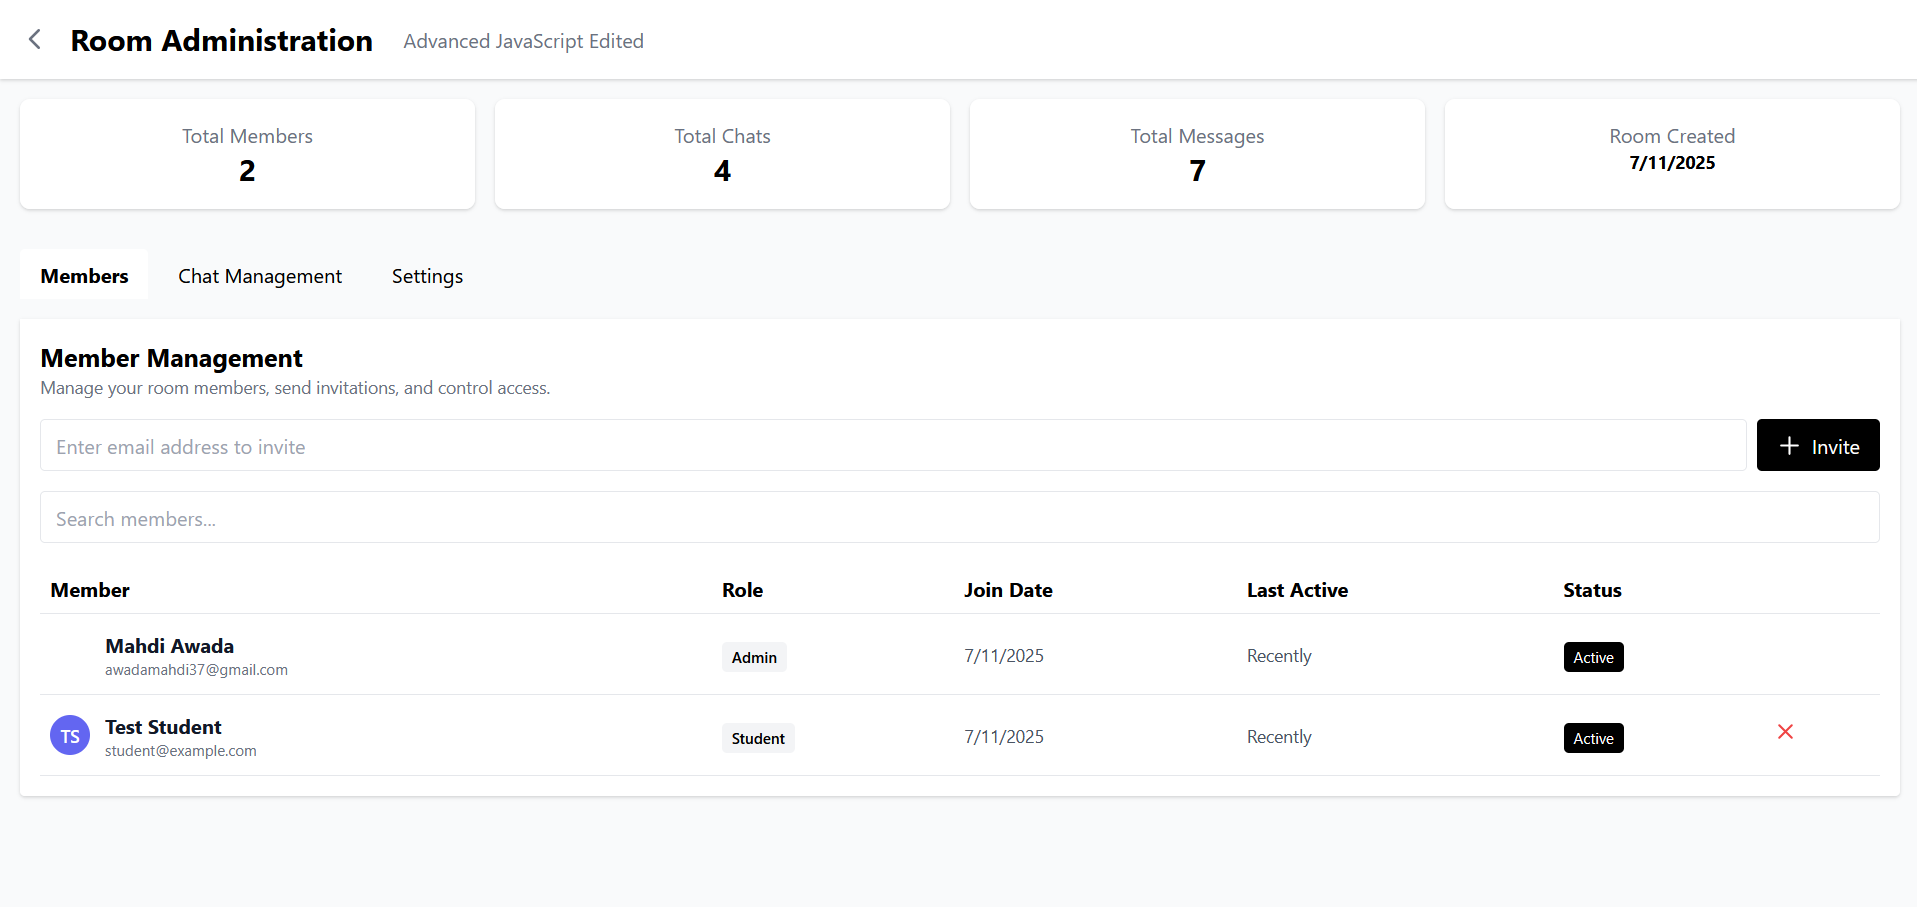 Room Administration Advanced JavaScript Edited
Total Members Total Chats Total Messages Room Created
2 4 7 7/11/2025
Members Chat Management Settings
Member Management
Manage your room members, send invitations, and control access.
Enter email address to invite Invite
Search members...
Member Role Join Date Last Active Status
Mahdi Awada
awadamahdi37@gmail.com
Admin 7/11/2025 Recently Active
TS Test Student
student@example.com
Student 7/11/2025 Recently Active